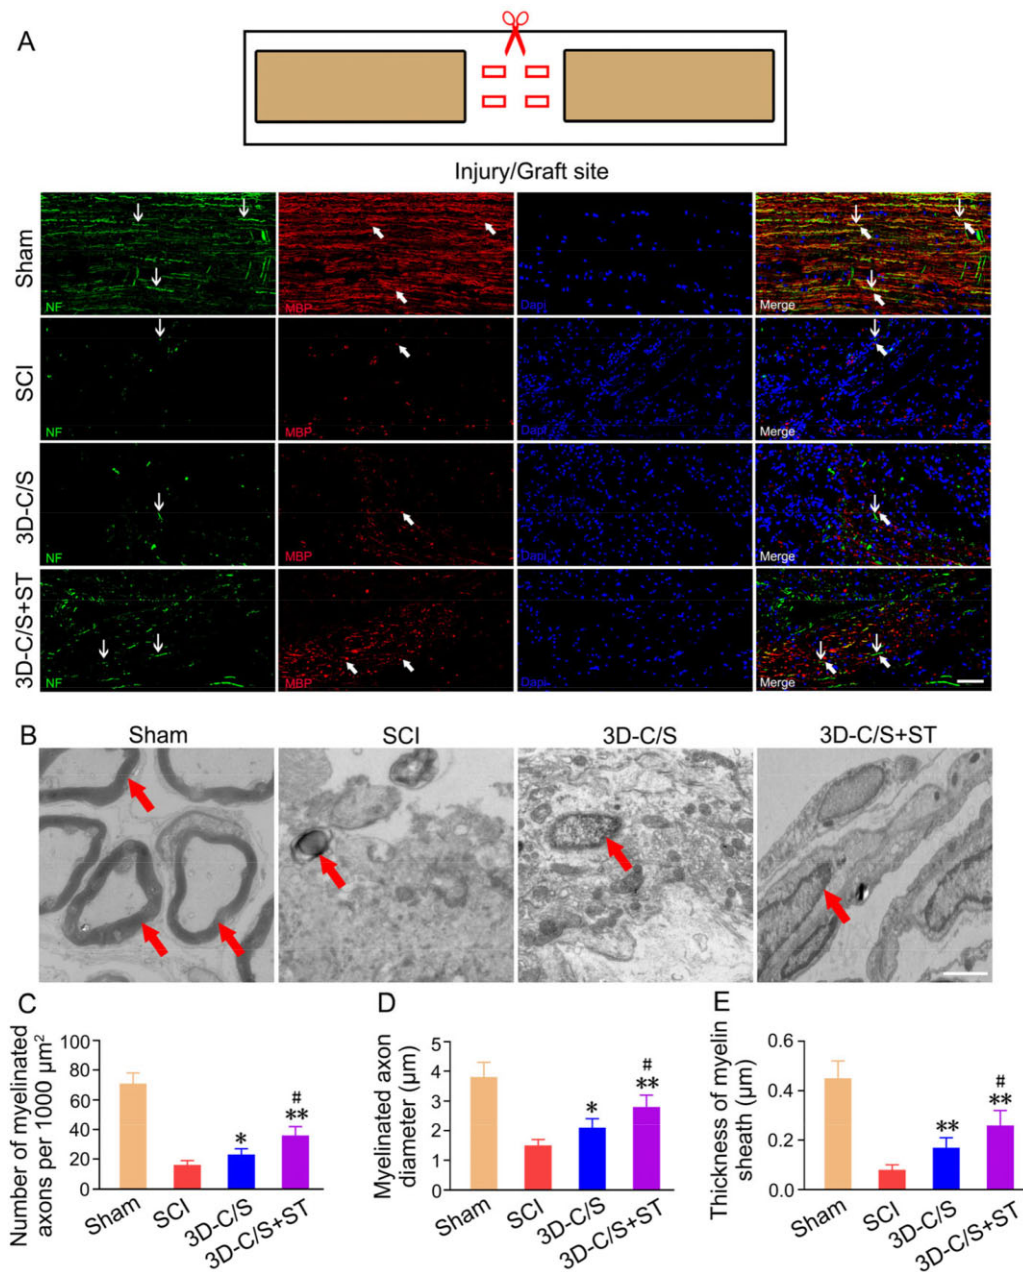 A
Injury/Graft site
Sham
NF
MBP
Dapi
Merge
SCI
NF
MBP
Dapi
Merge
3D-C/S
NF
MBP
Dapi
Merge
3D-C/S+ST
NF
MBP
Dapi
Merge
B
Sham
SCI
3D-C/S
3D-C/S+ST
C
Number of myelinated
axons per 1000 µm²
100
80
60
40
20
0
*
#
**
Sham
SCI
3D-C/S
3D-C/S+ST
D
Myelinated axon
diameter (µm)
5
4
3
2
1
0
*
#
**
Sham
SCI
3D-C/S
3D-C/S+ST
E
Thickness of myelin
sheath (µm)
0.6
0.4
0.2
0.0
**
#
**
Sham
SCI
3D-C/S
3D-C/S+ST